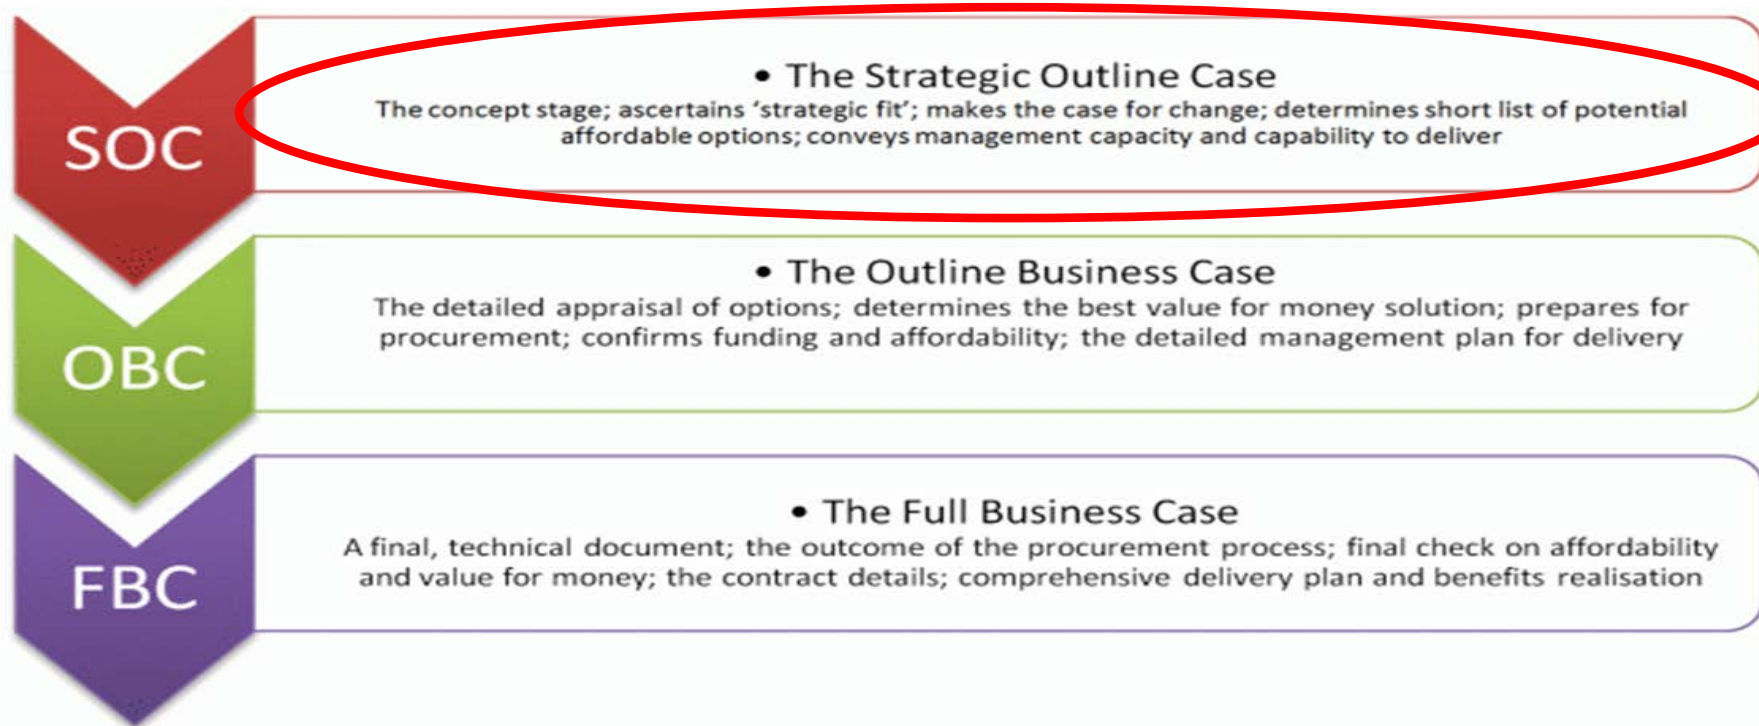 SOC
• The Strategic Outline Case
The concept stage; ascertains ‘strategic fit’; makes the case for change; determines short list of potential
affordable options; conveys management capacity and capability to deliver
OBC
• The Outline Business Case
The detailed appraisal of options; determines the best value for money solution; prepares for
procurement; confirms funding and affordability; the detailed management plan for delivery
FBC
• The Full Business Case
A final, technical document; the outcome of the procurement process; final check on affordability
and value for money; the contract details; comprehensive delivery plan and benefits realisation